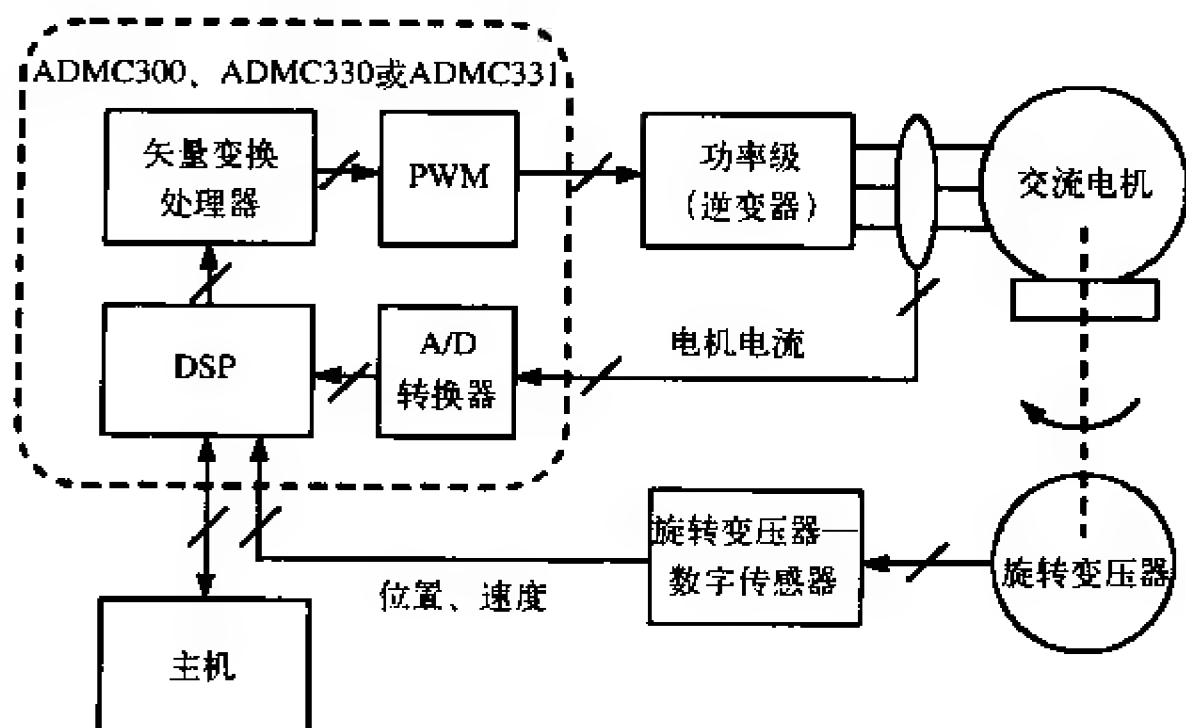 ADMC300、ADMC330或ADMC331
矢量变换
处理器
PWM
功率级
(逆变器)
交流电机
DSP
A/D
转换器
电机电流
旋转变压器—
数字传感器
旋转变压器
位置、速度
主机